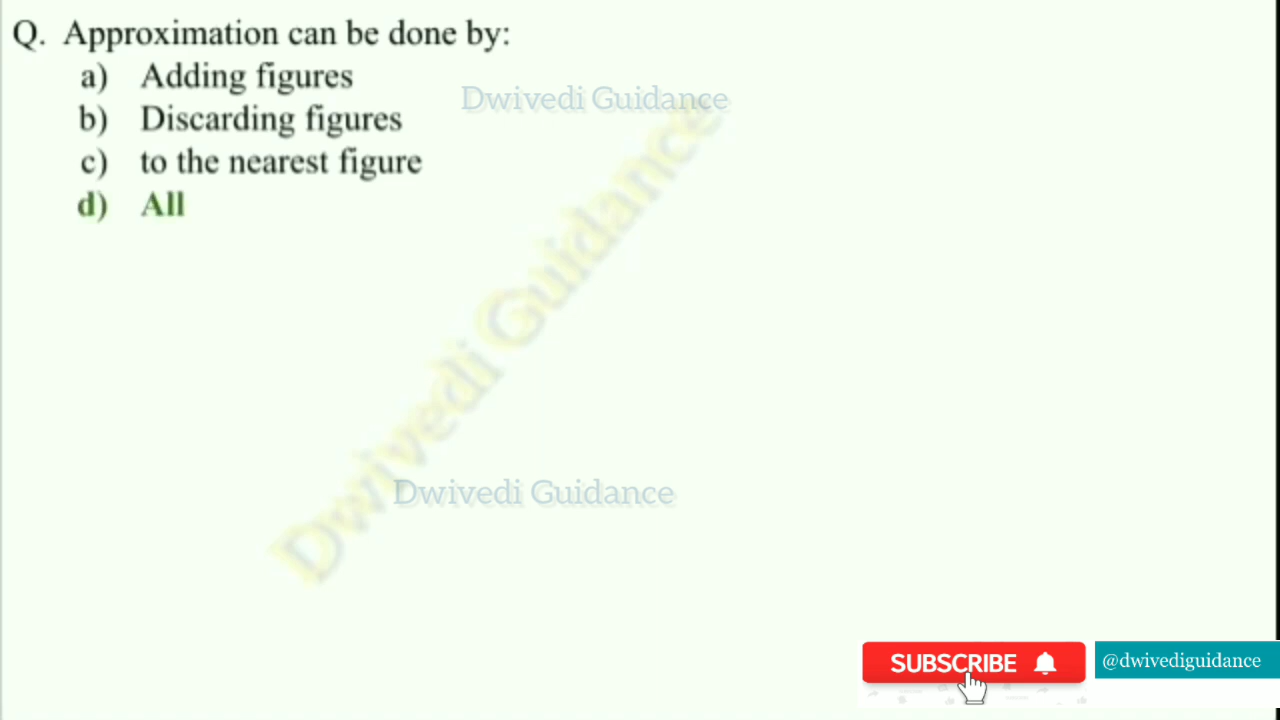 Q. Approximation can be done by:
a) Adding figures
Dwivedi Guidance
b) Discarding figures
c) to the nearest figure
d) All
Dwivedi Guidance
Dwivedi Guidance
SUBSCRIBE
@dwivediguidance